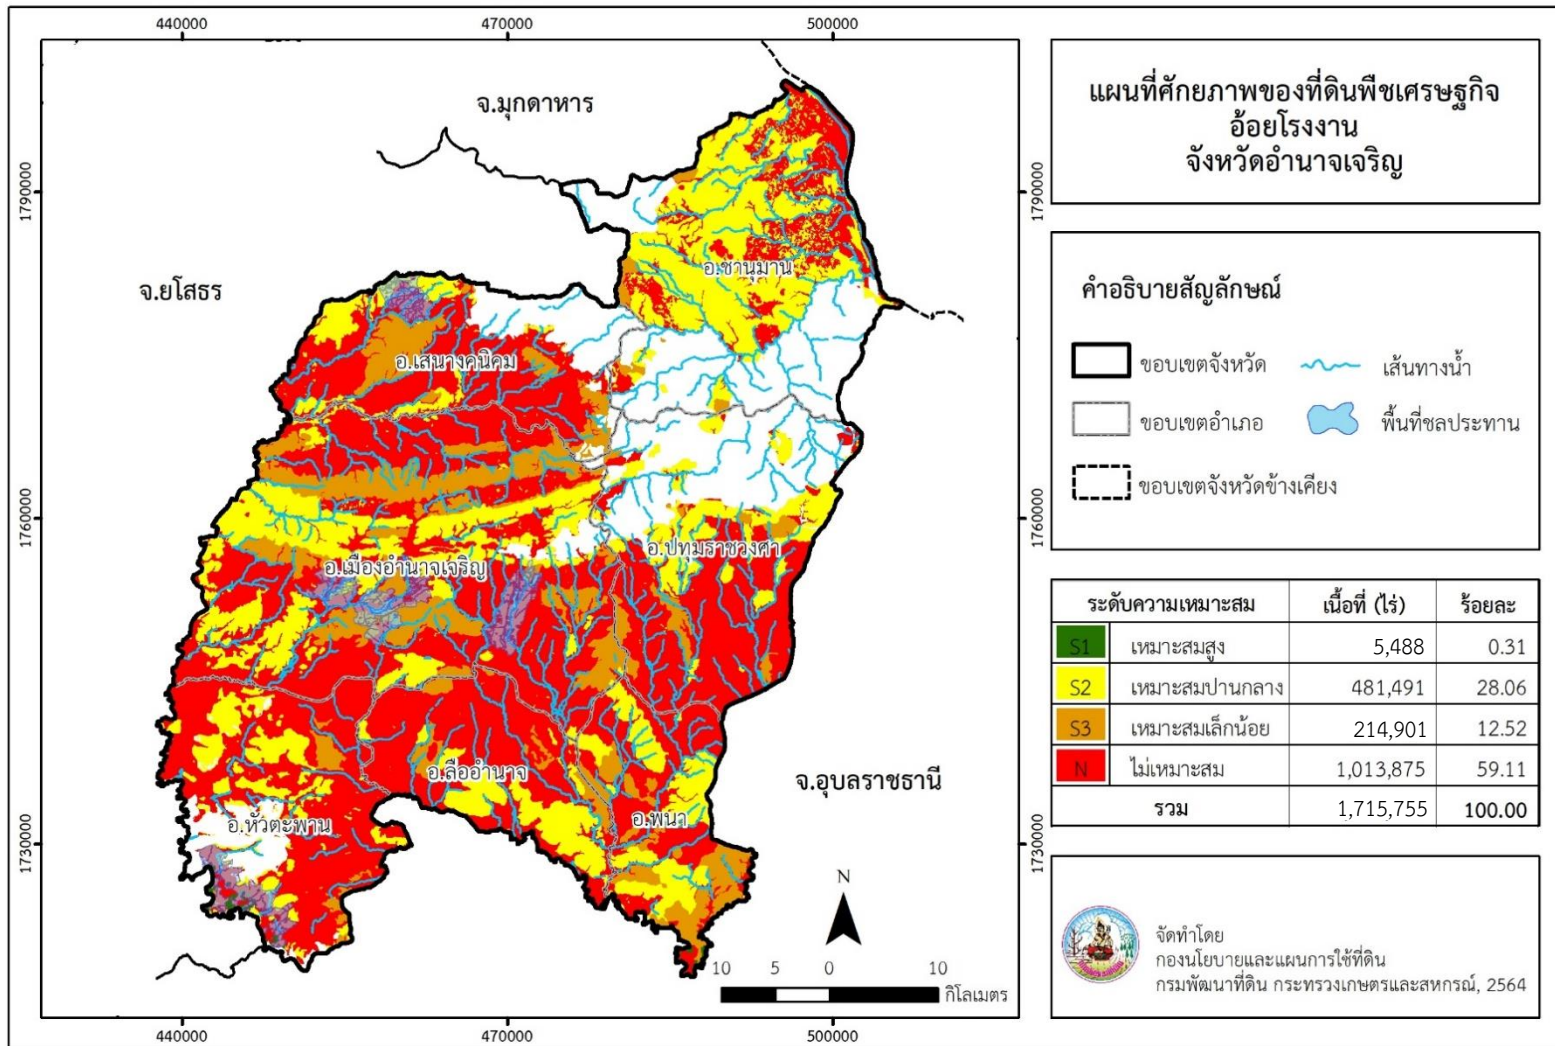 440000
470000
500000
จ.มุกดาหาร
1790000
1790000
อ.ชานุมาน
จ.ยโสธร
อ.เสนางคนิคม
1760000
1760000
อ.ปทุมราชวงศา
อ.เมืองอำนาจเจริญ
อ.ลืออำนาจ
จ.อุบลราชธานี
อ.พนา
อ.หัวตะพาน
1730000
1730000
N
10 5 0 10
กิโลเมตร
440000
470000
500000
แผนที่ศักยภาพของที่ดินพืชเศรษฐกิจ
อ้อยโรงงาน
จังหวัดอำนาจเจริญ
คำอธิบายสัญลักษณ์
ขอบเขตจังหวัด เส้นทางน้ำ
ขอบเขตอำเภอ พื้นที่ชลประทาน
ขอบเขตจังหวัดข้างเคียง
ระดับความเหมาะสม เนื้อที่ (ไร่) ร้อยละ
S1 เหมาะสมสูง 5,488 0.31
S2 เหมาะสมปานกลาง 481,491 28.06
S3 เหมาะสมเล็กน้อย 214,901 12.52
N ไม่เหมาะสม 1,013,875 59.11
รวม 1,715,755 100.00
จัดทำโดย
กองนโยบายและแผนการใช้ที่ดิน
กรมพัฒนาที่ดิน กระทรวงเกษตรและสหกรณ์, 2564